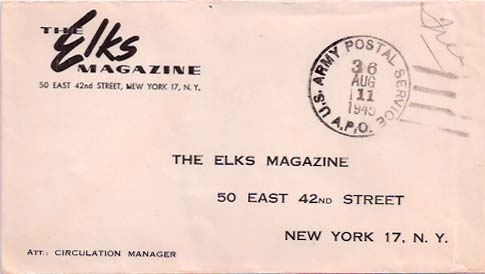 THE Elks
MAGAZINE
50 EAST 42nd STREET, NEW YORK 17, N. Y.
Free
U.S. ARMY POSTAL SERVICE
36
AUG
11
1945
A.P.O.
THE ELKS MAGAZINE
50 EAST 42ND STREET
NEW YORK 17, N. Y.
ATT.: CIRCULATION MANAGER